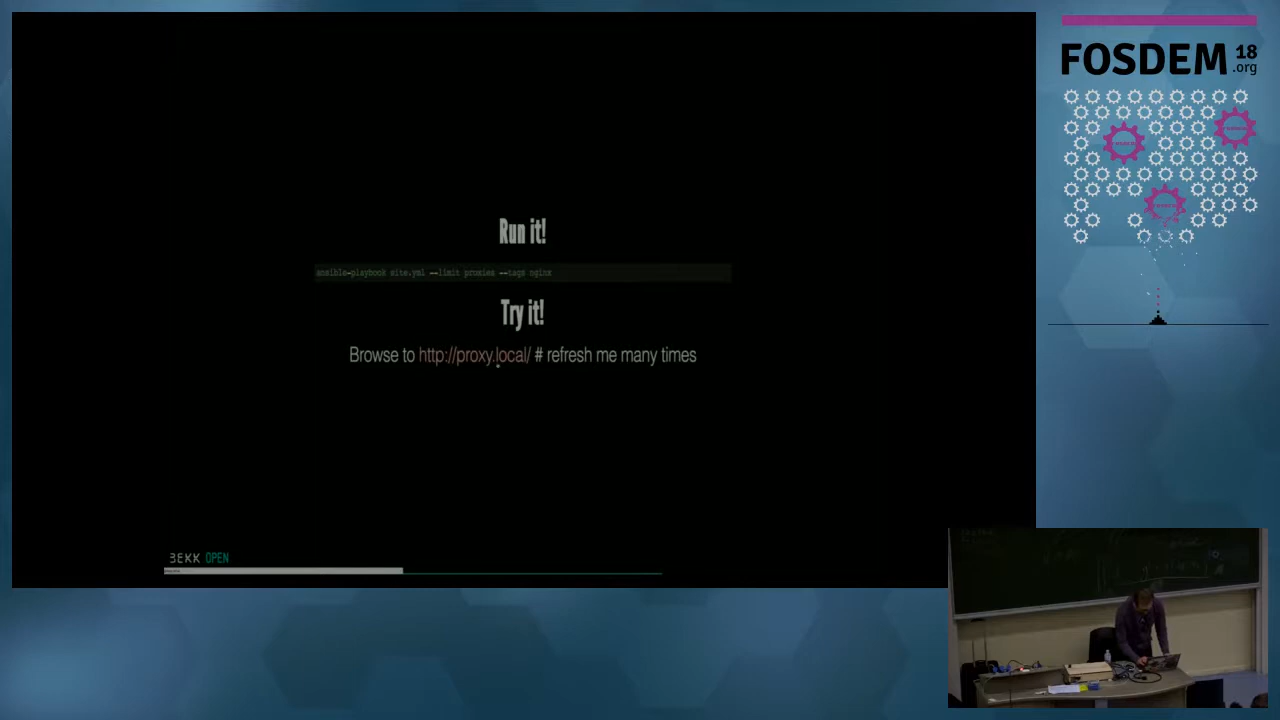 Run it!
ansible-playbook site.yml --limit proxies --tags nginx
Try it!
Browse to http://proxy.local/ # refresh me many times
BEKK OPEN
FOSDEM 18
.org